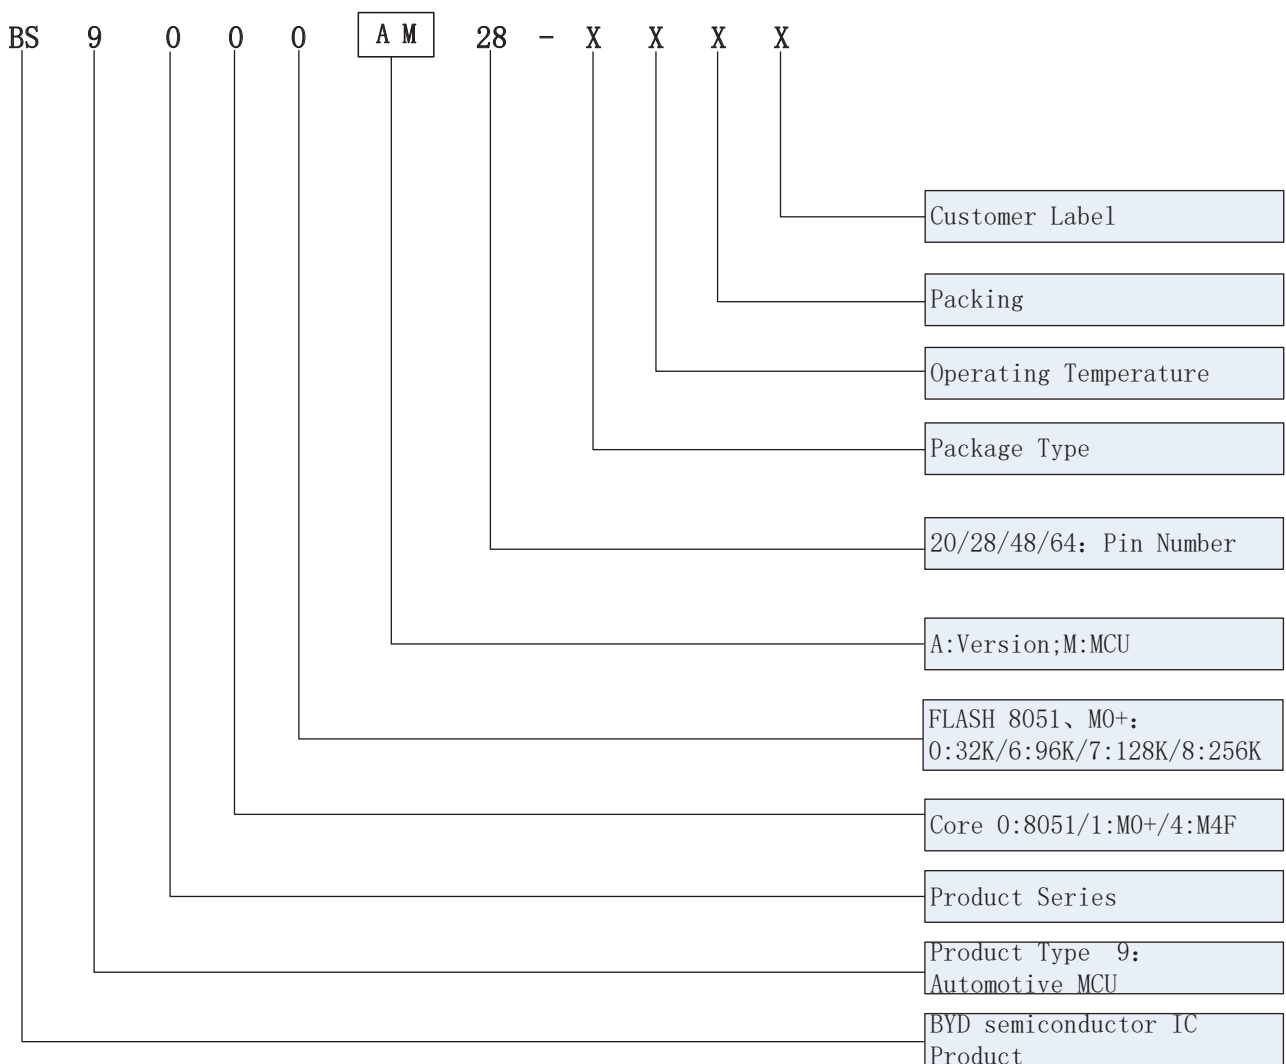 BS 9 0 0 0 A M 28 - X X X X
Customer Label
Packing
Operating Temperature
Package Type
20/28/48/64：Pin Number
A:Version;M:MCU
FLASH 8051、M0+：
0:32K/6:96K/7:128K/8:256K
Core 0:8051/1:M0+/4:M4F
Product Series
Product Type 9：
Automotive MCU
BYD semiconductor IC
Product